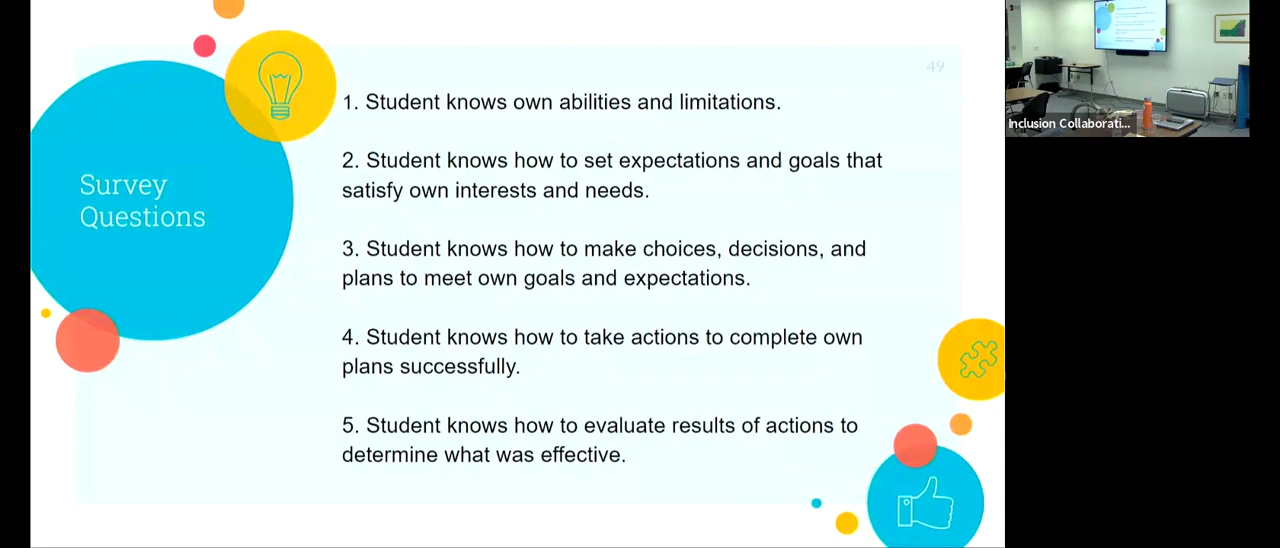 49
Survey
Questions
1. Student knows own abilities and limitations.
2. Student knows how to set expectations and goals that
satisfy own interests and needs.
3. Student knows how to make choices, decisions, and
plans to meet own goals and expectations.
4. Student knows how to take actions to complete own
plans successfully.
5. Student knows how to evaluate results of actions to
determine what was effective.
Inclusion Collaborati...